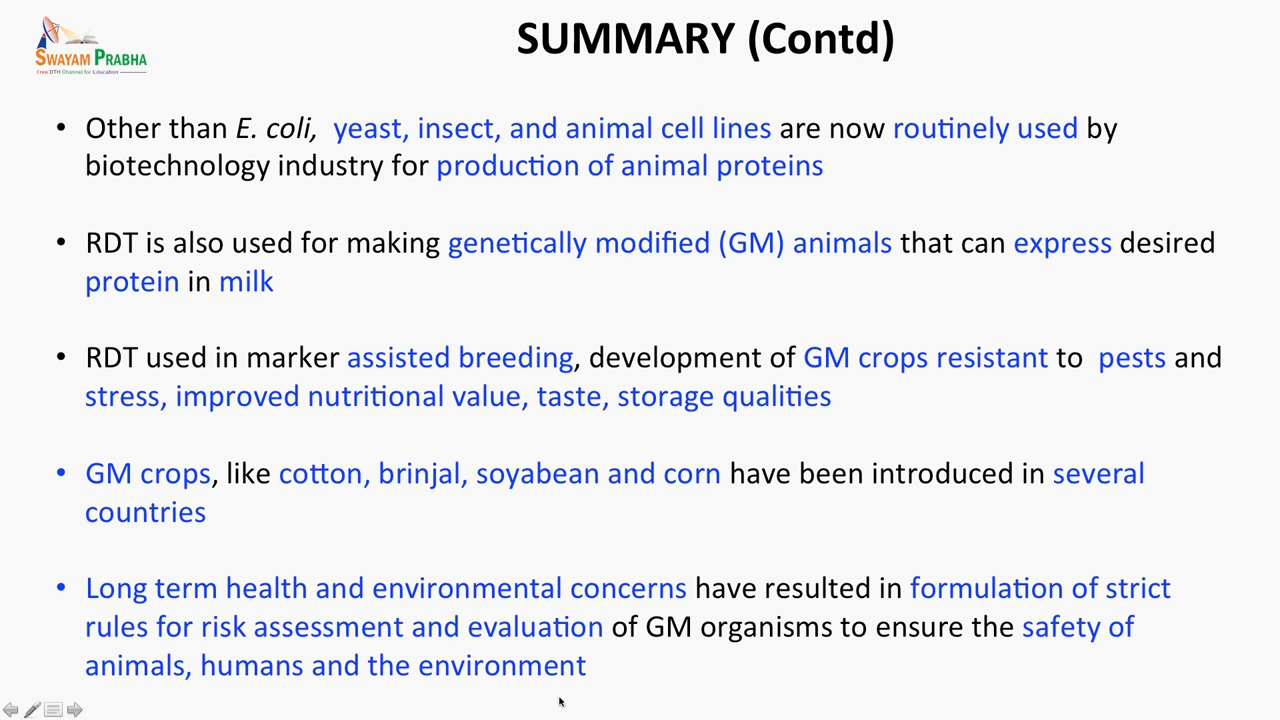 SUMMARY (Contd)
SWAYAM PRABHA
Free DTH Channel for Education
• Other than E. coli, yeast, insect, and animal cell lines are now routinely used by
biotechnology industry for production of animal proteins
• RDT is also used for making genetically modified (GM) animals that can express desired
protein in milk
• RDT used in marker assisted breeding, development of GM crops resistant to pests and
stress, improved nutritional value, taste, storage qualities
• GM crops, like cotton, brinjal, soyabean and corn have been introduced in several
countries
• Long term health and environmental concerns have resulted in formulation of strict
rules for risk assessment and evaluation of GM organisms to ensure the safety of
animals, humans and the environment